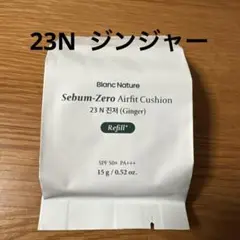 23N ジンジャー
Blanc Nature
Sebum-Zero Airfit Cushion
23 N 진저 (Ginger)
Refill*
SPF 50+ PA+++
15 g / 0.52 oz.